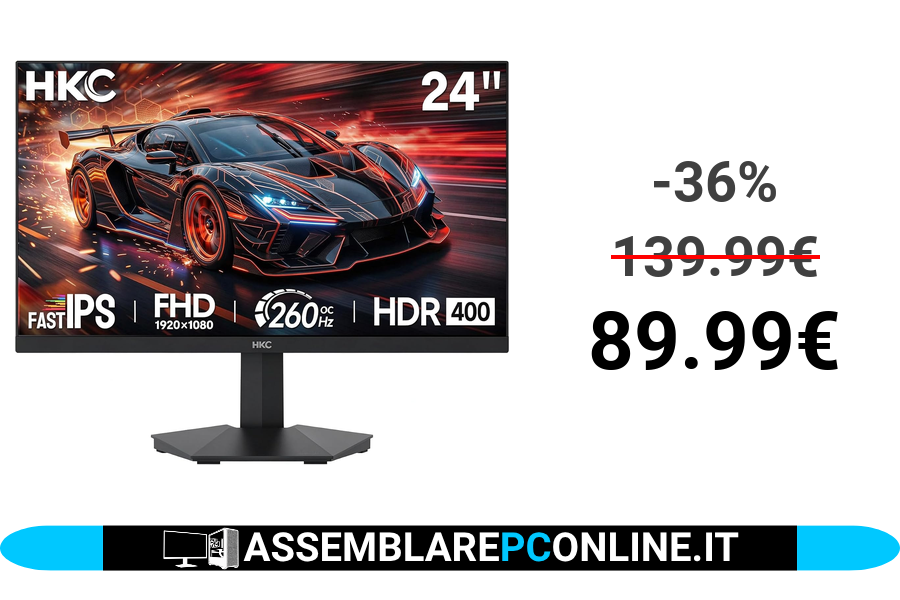 HKC
24"
FAST IPS
FHD
1920×1080
260 OC Hz
HDR 400
HKC
-36%
139.99€
89.99€
ASSEMBLAREPCONLINE.IT